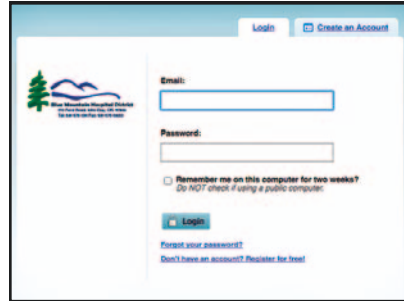 Login
Create an Account
Email:
Blue Mountain Hospital District
Password:
Remember me on this computer for two weeks?
Do NOT check if using a public computer.
Login
Forgot your password?
Don't have an account? Register for free!